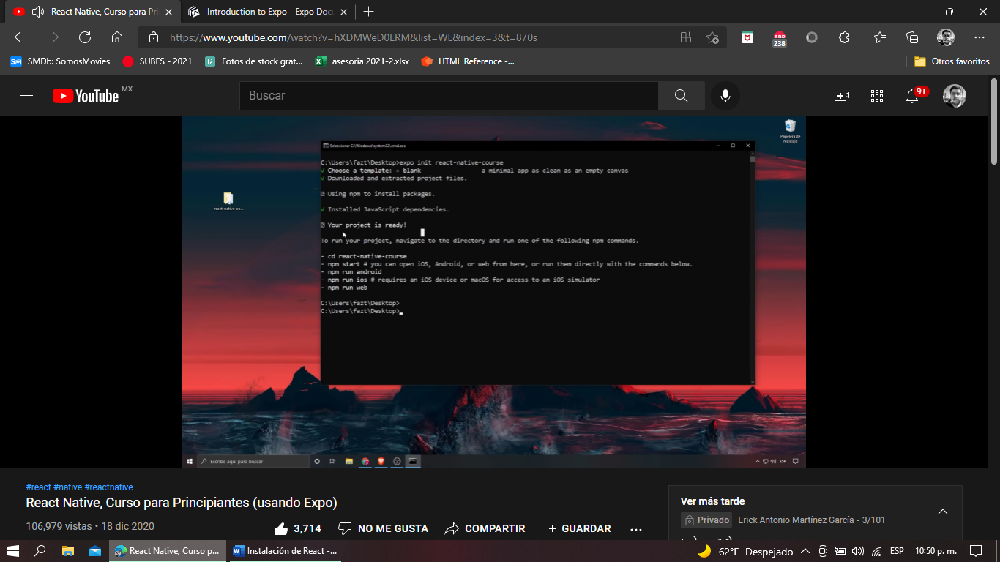 React Native, Curso para Pri
Introduction to Expo - Expo Docu
https://www.youtube.com/watch?v=hXDMWeD0ERM&list=WL&index=3&t=870s
ABP
238
SM SMDb: SomosMovies
SUBES - 2021
Fotos de stock grat...
asesoria 2021-2.xlsx
HTML Reference -...
Otros favoritos
YouTube MX
Buscar
9+
Papelera de
reciclaje
react-native-co...
Seleccionar C:\Windows\system32\cmd.exe
C:\Users\fazt\Desktop>expo init react-native-course
√ Choose a template: » blank a minimal app as clean as an empty canvas
√ Downloaded and extracted project files.
Using npm to install packages.
√ Installed JavaScript dependencies.
Your project is ready!
To run your project, navigate to the directory and run one of the following npm commands.
- cd react-native-course
- npm start # you can open iOS, Android, or web from here, or run them directly with the commands below.
- npm run android
- npm run ios # requires an iOS device or macOS for access to an iOS simulator
- npm run web
C:\Users\fazt\Desktop>
C:\Users\fazt\Desktop>_
Escribe aquí para buscar
ESP
#react #native #reactnative
React Native, Curso para Principiantes (usando Expo)
106,979 vistas • 18 dic 2020
3,714
NO ME GUSTA
COMPARTIR
GUARDAR
Ver más tarde
Privado
Erick Antonio Martínez García - 3/101
React Native, Curso p...
Instalación de React -...
62°F Despejado
ESP
10:50 p. m.